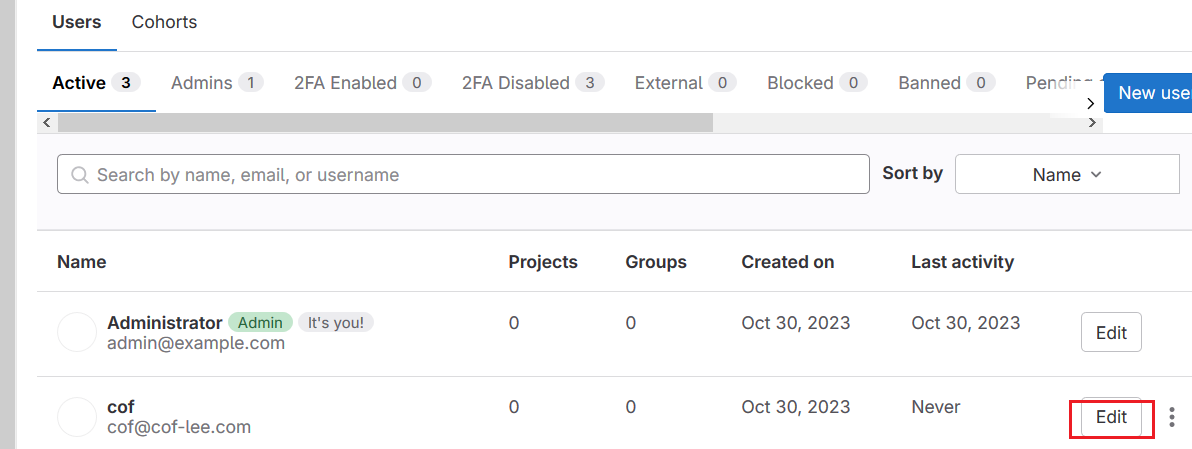 Users Cohorts
Active 3 Admins 1 2FA Enabled 0 2FA Disabled 3 External 0 Blocked 0 Banned 0 Pending
New use
Search by name, email, or username Sort by Name
Name Projects Groups Created on Last activity
Administrator Admin It's you! 0 0 Oct 30, 2023 Oct 30, 2023 Edit
admin@example.com
cof 0 0 Oct 30, 2023 Never Edit
cof@cof-lee.com